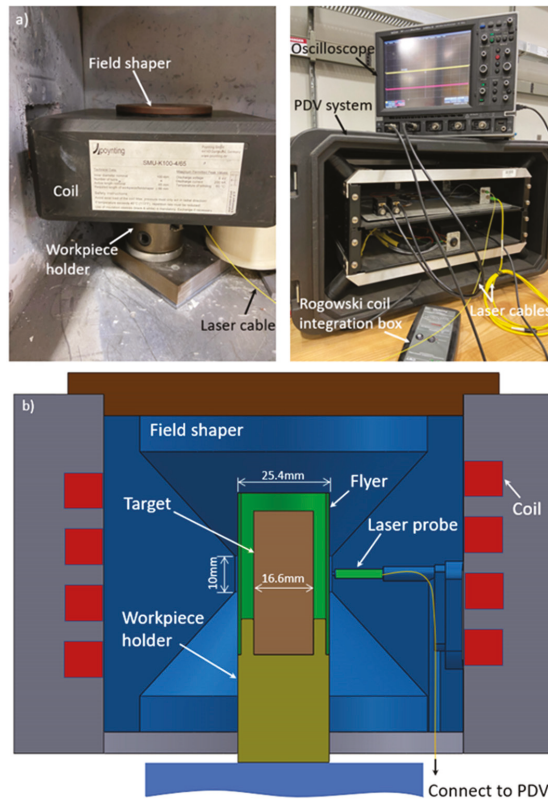 a)
Field shaper
poynting
SMU-K100-4/65
Coil
Workpiece
holder
Laser cable
Oscilloscope
PDV system
Rogowski coil
integration box
Laser cables
b)
Field shaper
25.4mm
Flyer
Target
Laser probe
Coil
10mm
16.6mm
Workpiece
holder
Connect to PDV